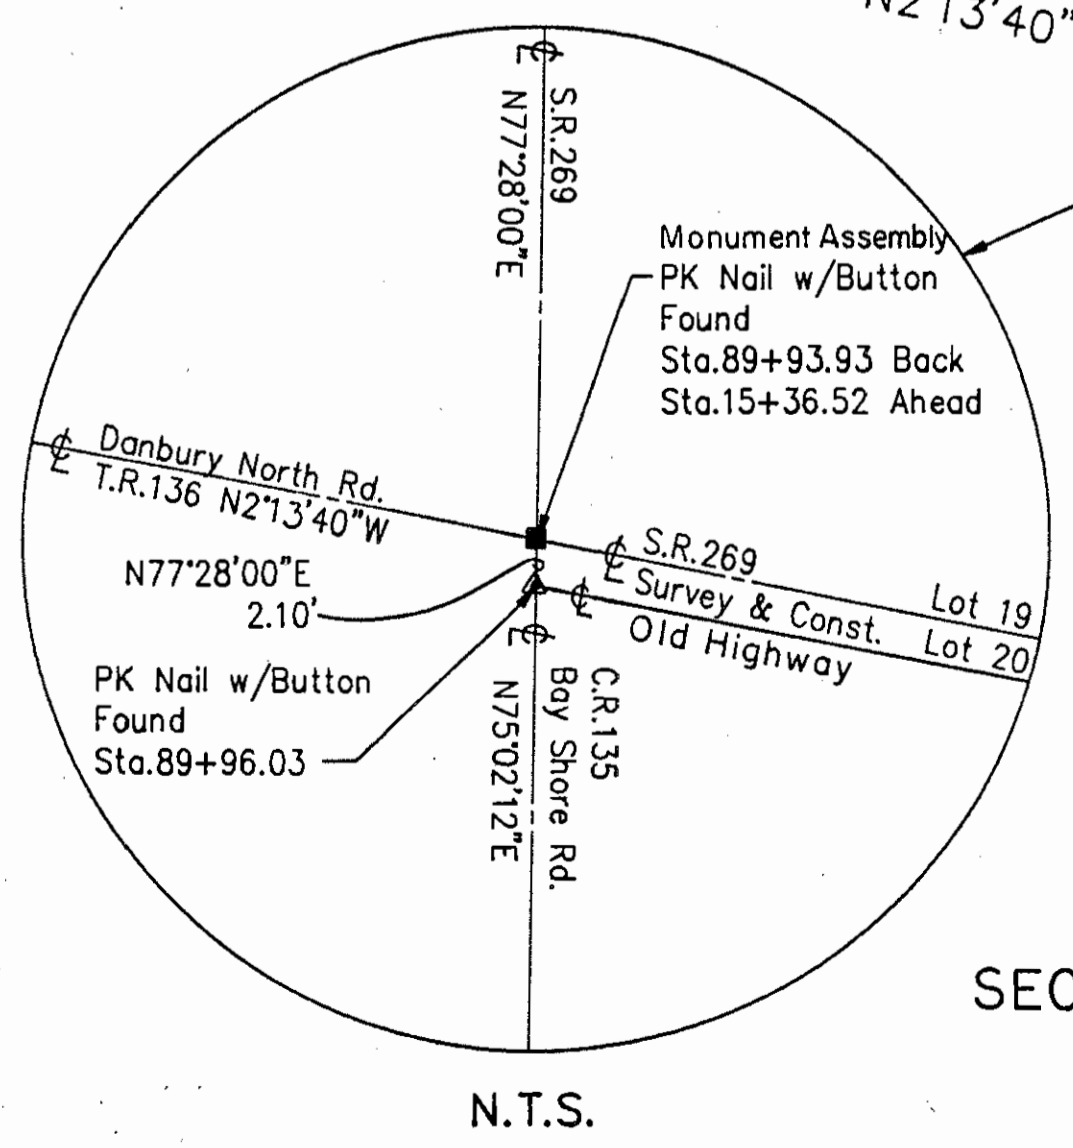 N2°13'40"
℄ S.R.269
N77°28'00"E
Monument Assembly
PK Nail w/Button
Found
Sta.89+93.93 Back
Sta.15+36.52 Ahead
℄ Danbury North Rd.
T.R.136 N2°13'40"W
N77°28'00"E
2.10'
℄ S.R.269
Survey & Const.
Lot 19
Lot 20
℄ Old Highway
PK Nail w/Button
Found
Sta.89+96.03
C.R.135
℄ Bay Shore Rd.
N75°02'12"E
SEC
N.T.S.